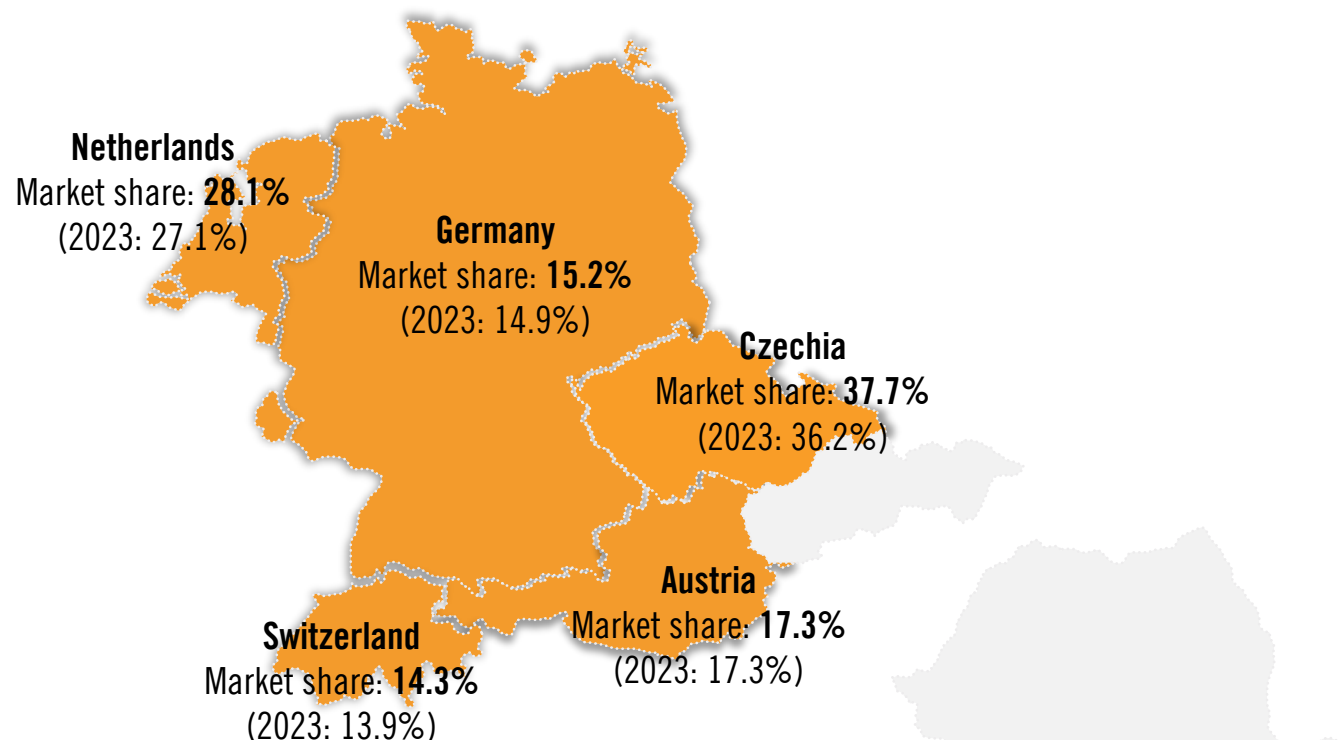 Netherlands
Market share: 28.1%
(2023: 27.1%)
Germany
Market share: 15.2%
(2023: 14.9%)
Czechia
Market share: 37.7%
(2023: 36.2%)
Austria
Market share: 17.3%
(2023: 17.3%)
Switzerland
Market share: 14.3%
(2023: 13.9%)